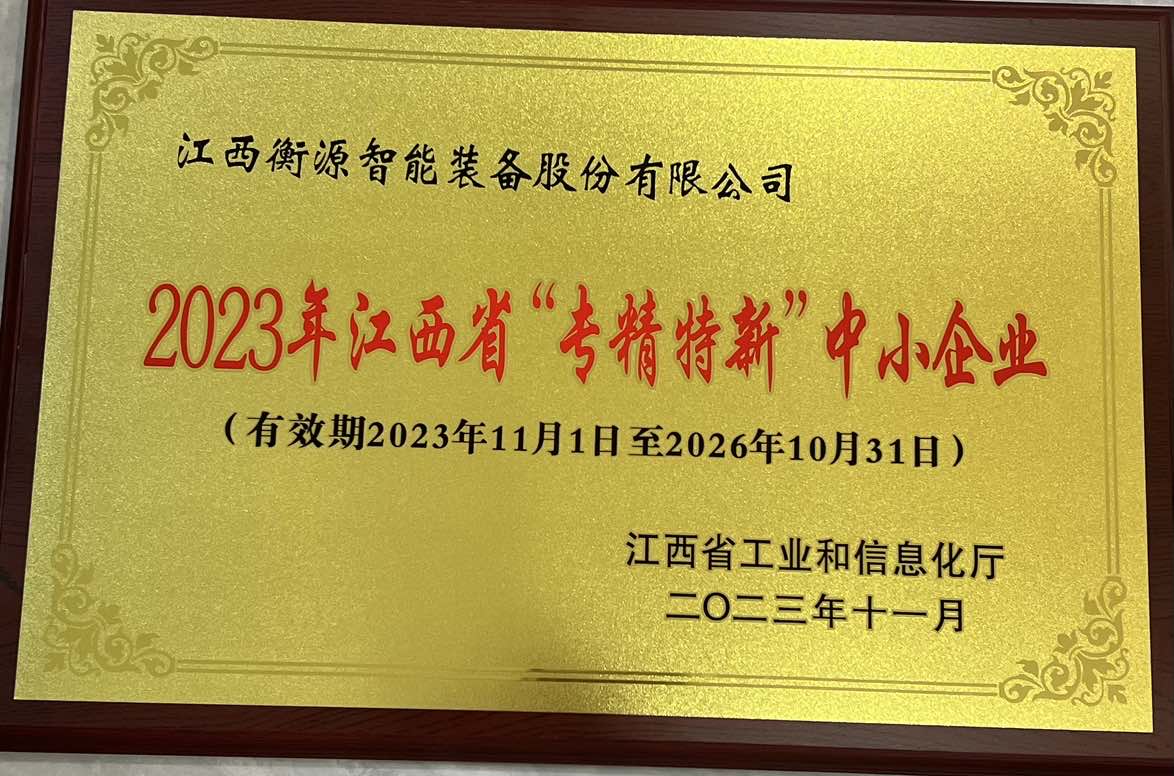 江西衡源智能装备股份有限公司
2023年江西省“专精特新”中小企业
（有效期2023年11月1日至2026年10月31日）
江西省工业和信息化厅
二〇二三年十一月